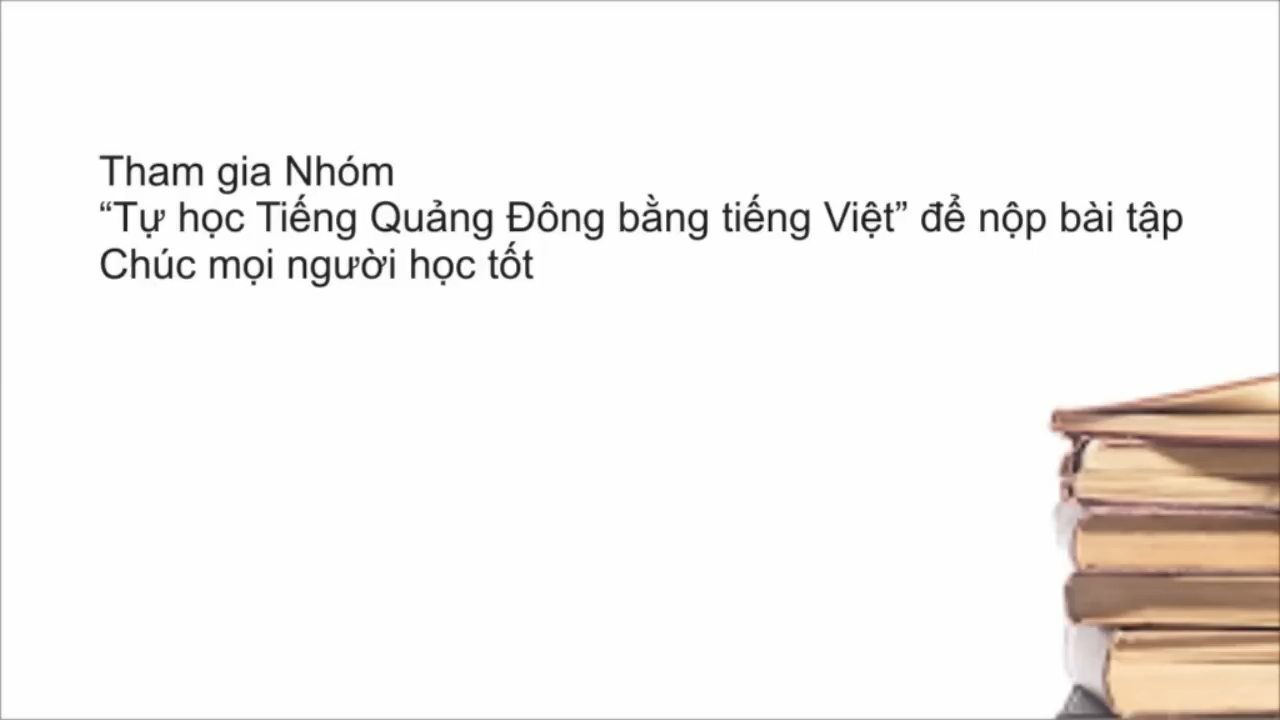 Tham gia Nhóm
“Tự học Tiếng Quảng Đông bằng tiếng Việt” để nộp bài tập
Chúc mọi người học tốt